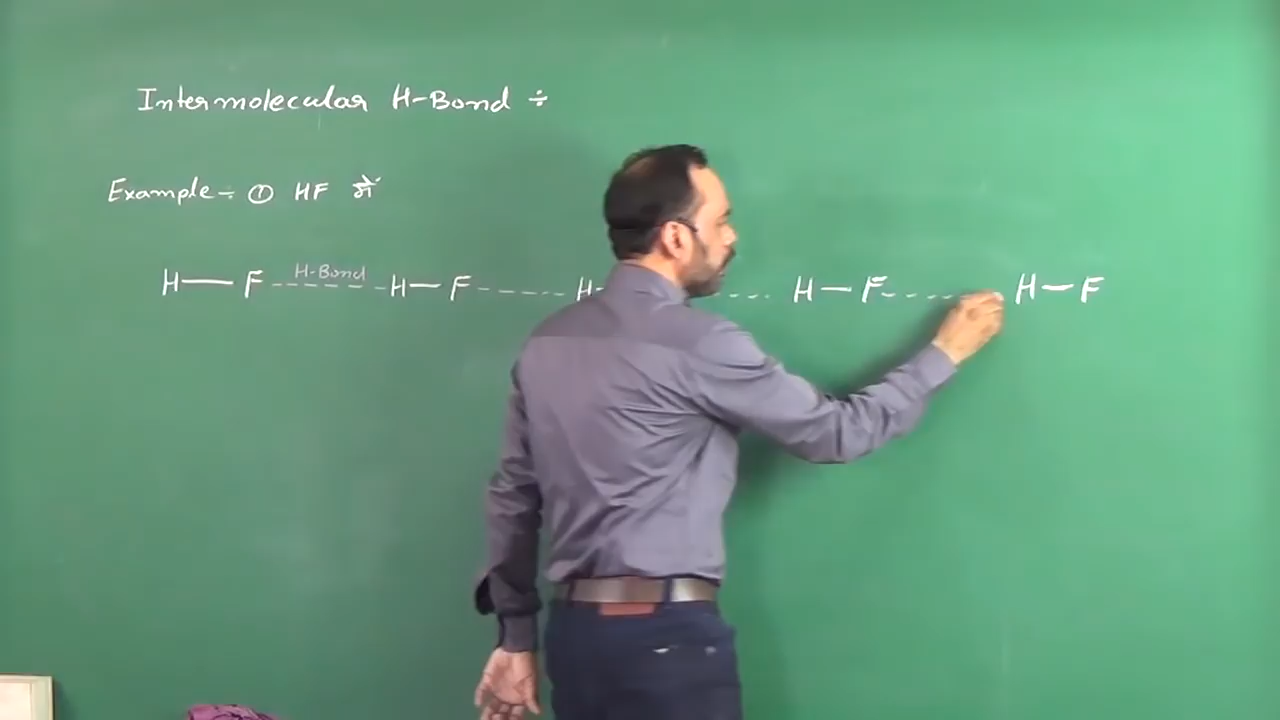 Intermolecular H-Bond ÷
Example ÷ ① HF में
H — F ----- H-Bond ----- H — F ----- H ----- H — F ----- H — F